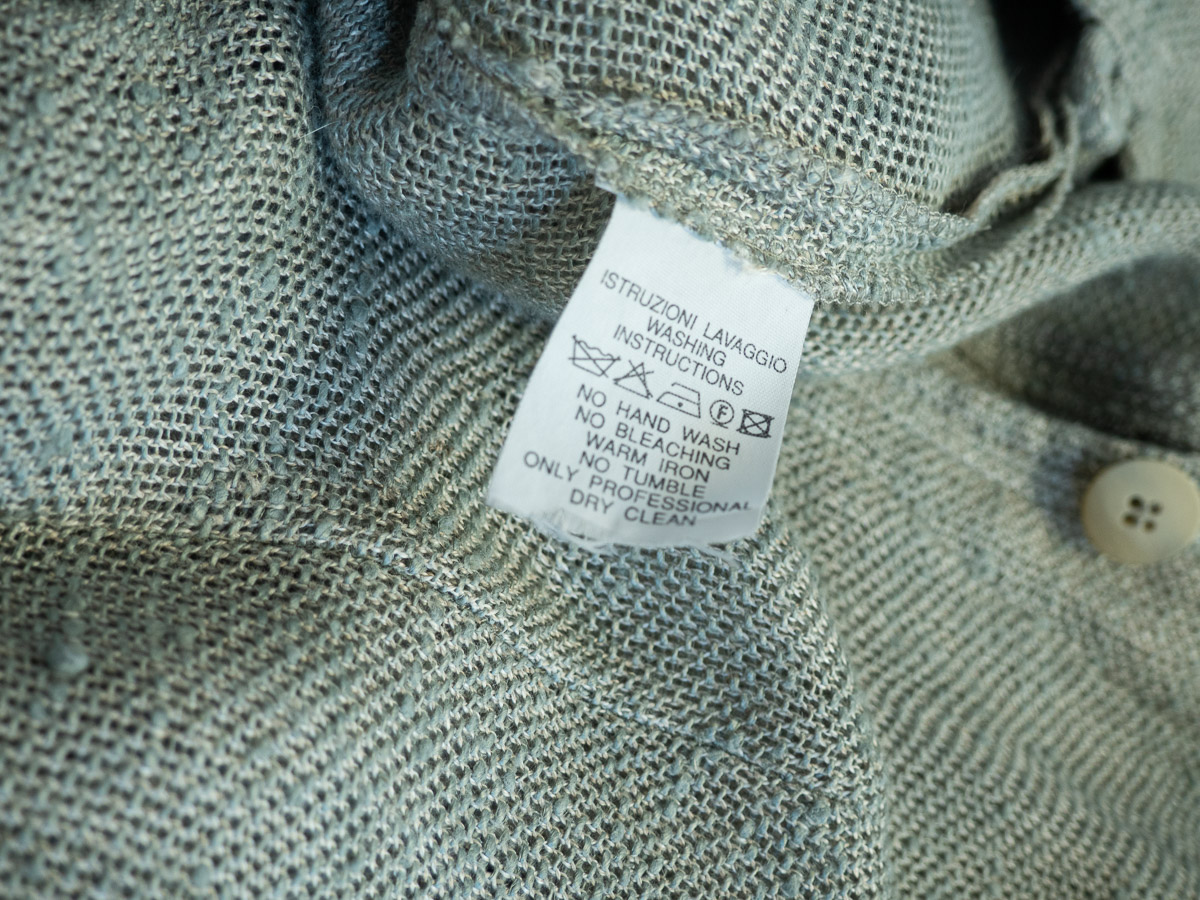 ISTRUZIONI LAVAGGIO
WASHING
INSTRUCTIONS
F
NO HAND WASH
NO BLEACHING
WARM IRON
NO TUMBLE
ONLY PROFESSIONAL
DRY CLEAN